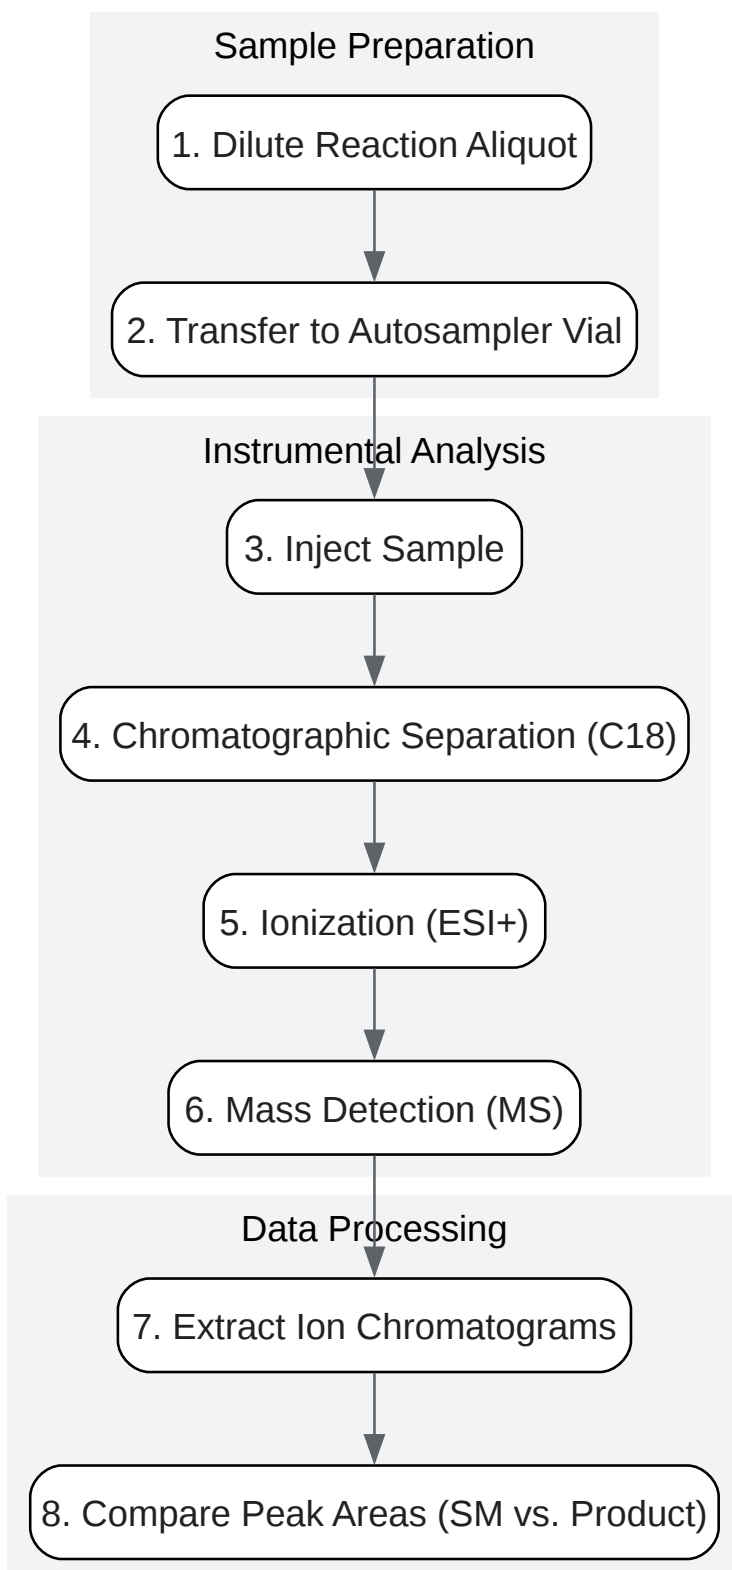 Sample Preparation
1. Dilute Reaction Aliquot
2. Transfer to Autosampler Vial
Instrumental Analysis
3. Inject Sample
4. Chromatographic Separation (C18)
5. Ionization (ESI+)
6. Mass Detection (MS)
Data Processing
7. Extract Ion Chromatograms
8. Compare Peak Areas (SM vs. Product)